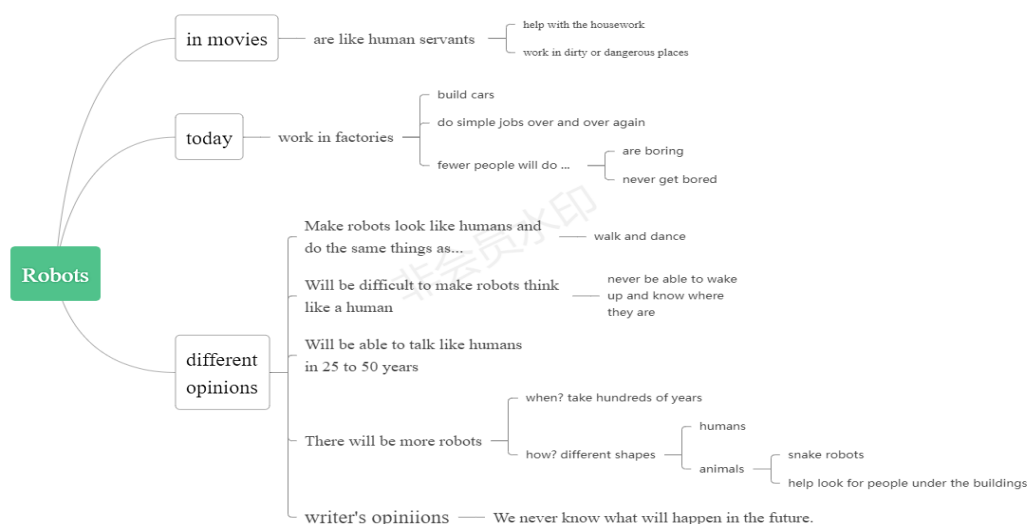 Robots
in movies
are like human servants
help with the housework
work in dirty or dangerous places
today
work in factories
build cars
do simple jobs over and over again
fewer people will do ...
are boring
never get bored
different
opinions
Make robots look like humans and
do the same things as...
walk and dance
Will be difficult to make robots think
like a human
never be able to wake
up and know where
they are
Will be able to talk like humans
in 25 to 50 years
There will be more robots
when? take hundreds of years
how? different shapes
humans
animals
snake robots
help look for people under the buildings
writer's opiniions
We never know what will happen in the future.
非会员水印